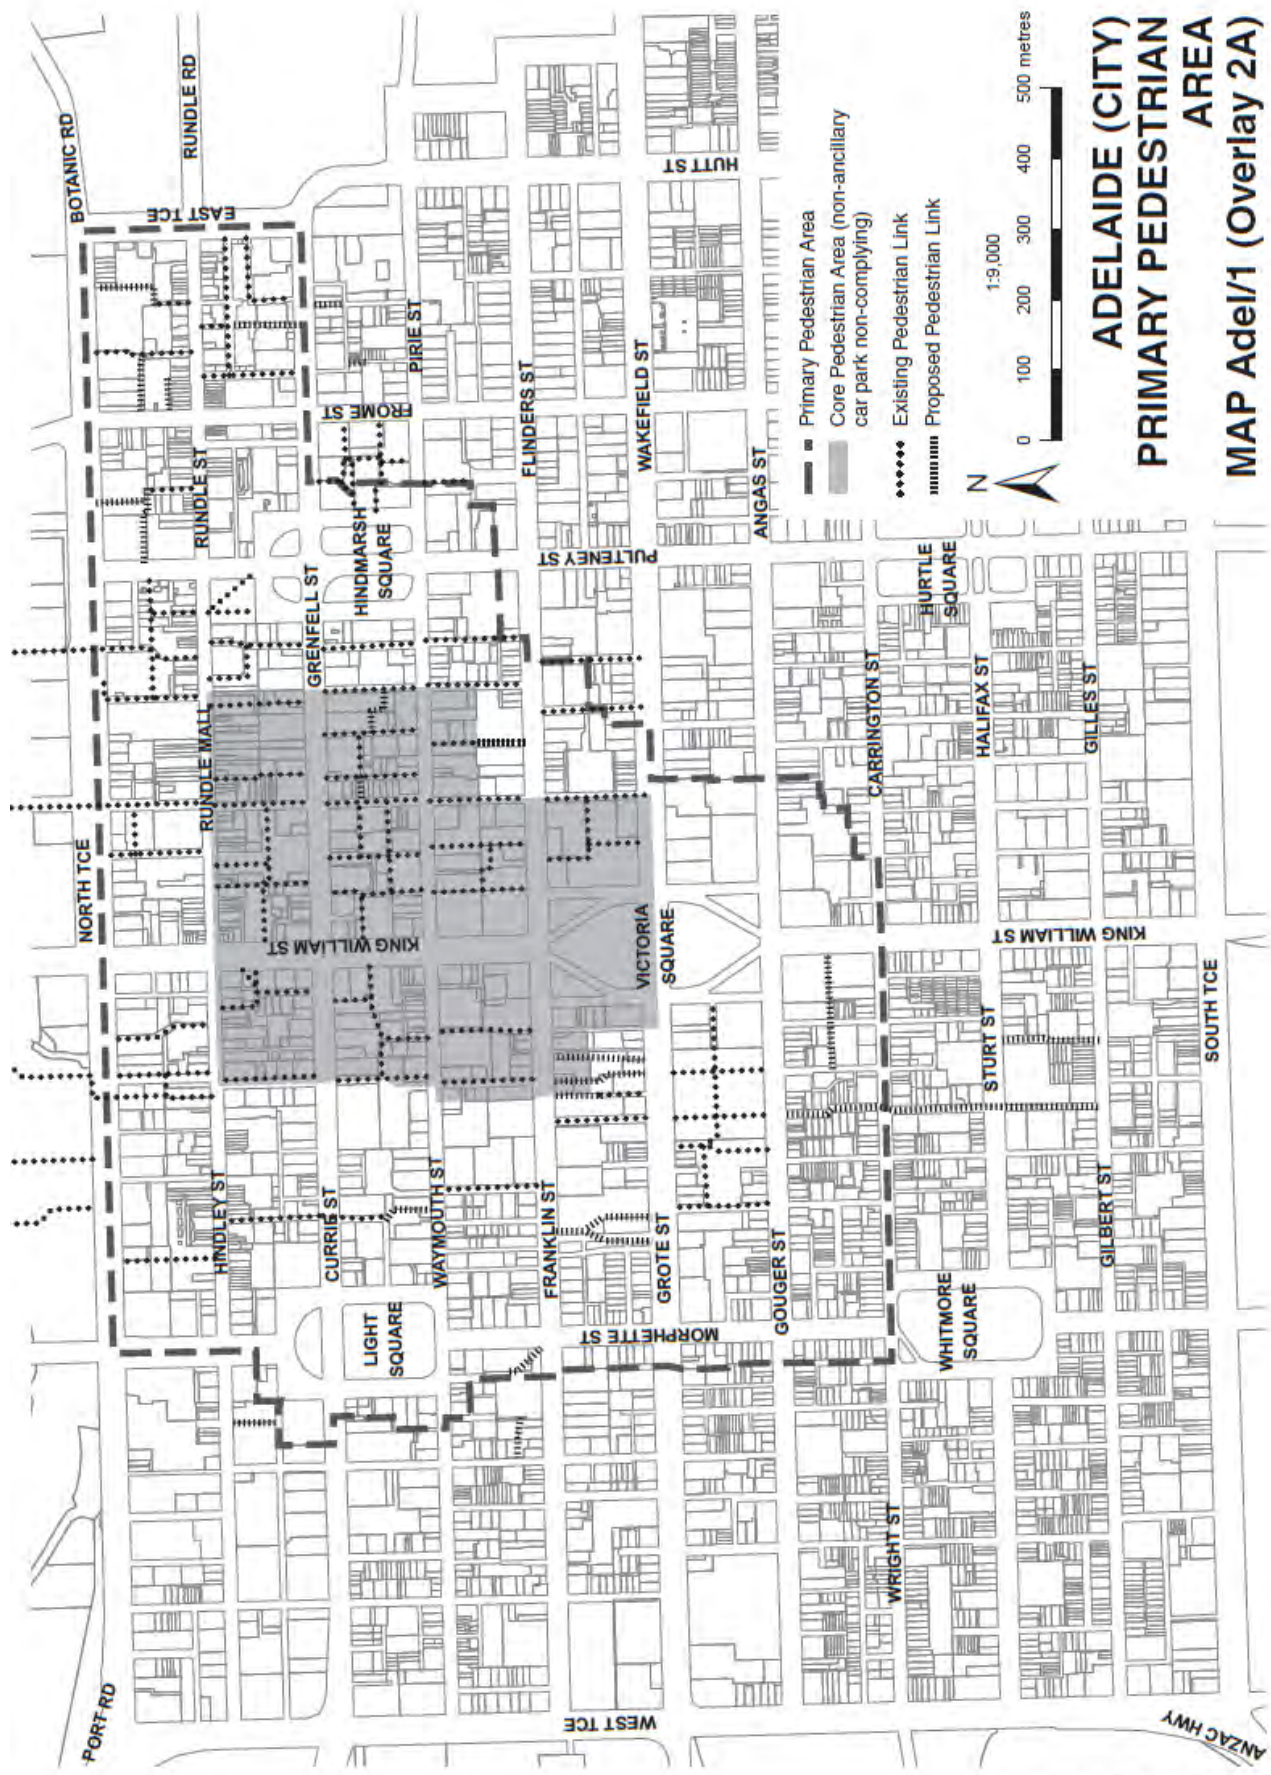 BOTANIC RD
RUNDLE RD
EAST TCE
HUTT ST
PIRIE ST
FROME ST
FLINDERS ST
WAKEFIELD ST
ANGAS ST
RUNDLE ST
HINDMARSH
SQUARE
PULTENEY ST
GRENFELL ST
HURTLE
SQUARE
RUNDLE MALL
CARRINGTON ST
HALIFAX ST
GILLES ST
NORTH TCE
KING WILLIAM ST
VICTORIA
SQUARE
KING WILLIAM ST
STURT ST
SOUTH TCE
HINDLEY ST
CURRIE ST
WAYMOUTH ST
FRANKLIN ST
GROTE ST
GOUGER ST
GILBERT ST
LIGHT
SQUARE
MORPHETTE ST
WHITMORE
SQUARE
WRIGHT ST
PORT RD
WEST TCE
ANZAC HWY
Primary Pedestrian Area
Core Pedestrian Area (non-ancillary
car park non-complying)
Existing Pedestrian Link
Proposed Pedestrian Link
N
1:9,000
0 100 200 300 400 500 metres
ADELAIDE (CITY)
PRIMARY PEDESTRIAN
AREA
MAP Adel/1 (Overlay 2A)